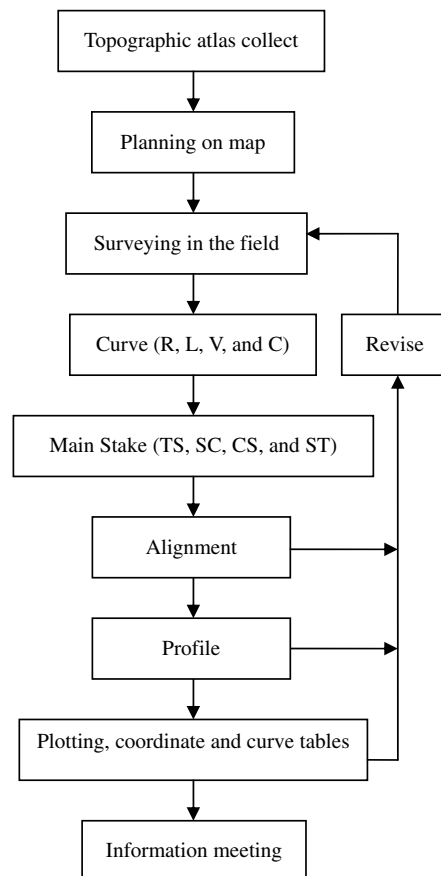 Topographic atlas collect
Planning on map
Surveying in the field
Curve (R, L, V, and C)
Revise
Main Stake (TS, SC, CS, and ST)
Alignment
Profile
Plotting, coordinate and curve tables
Information meeting